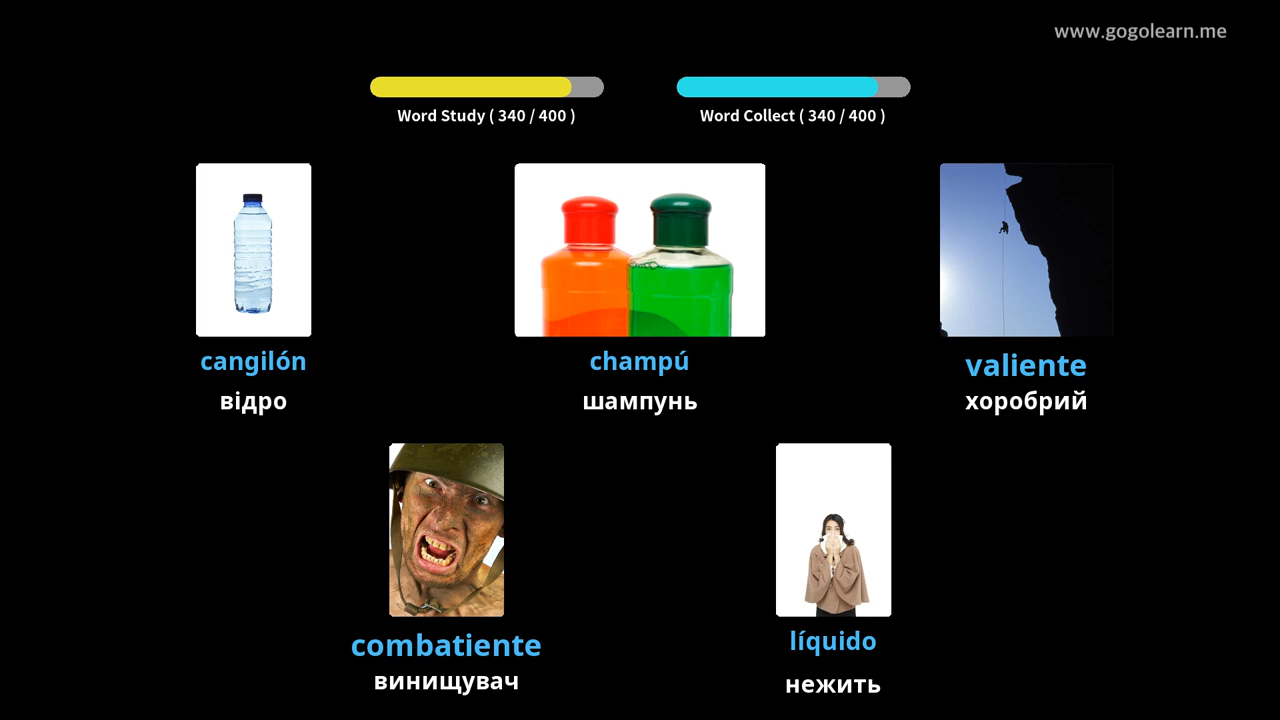 www.gogolearn.me
Word Study ( 340 / 400 )
Word Collect ( 340 / 400 )
cangilón
відро
champú
шампунь
valiente
хоробрий
combatiente
винищувач
líquido
нежить